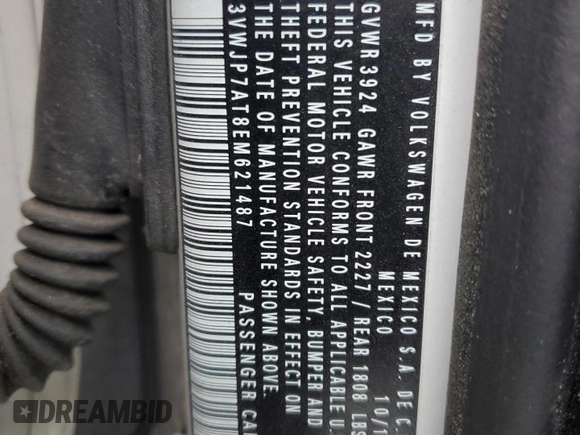 MFD BY VOLKSWAGEN DE MEXICO S.A. DE C.
MEXICO 10/1
GVWR 3924 GAWR FRONT 2227 / REAR 1808 LBS
THIS VEHICLE CONFORMS TO ALL APPLICABLE U.
FEDERAL MOTOR VEHICLE SAFETY, BUMPER AND
THEFT PREVENTION STANDARDS IN EFFECT ON
THE DATE OF MANUFACTURE SHOWN ABOVE.
3VWJP7AT8EM621487 PASSENGER CA
DREAMBID